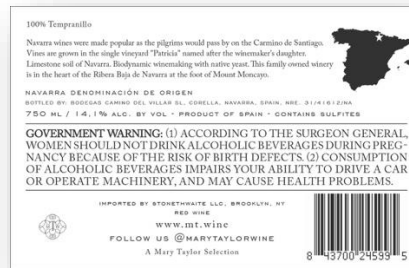 100% Tempranillo
Navarra wines were made popular as the pilgrims would pass by on the Carmino de Santiago.
Vines are grown in the single vineyard "Patricia" named after the winemaker's daughter.
Limestone soil of Navarra. Biodynamic winemaking with native yeast. This family owned winery
is in the heart of the Ribera Baja de Navarra at the foot of Mount Moncayo.
NAVARRA DENOMINACIÓN DE ORIGEN
BOTTLED BY: BODEGAS CAMINO DEL VILLAR SL, CORELLA, NAVARRA, SPAIN, NRE. 31/41612/NA
750 ML / 14,1% ALC. BY VOL · PRODUCT OF SPAIN · CONTAINS SULFITES
GOVERNMENT WARNING: (1) ACCORDING TO THE SURGEON GENERAL,
WOMEN SHOULD NOT DRINK ALCOHOLIC BEVERAGES DURING PREG-
NANCY BECAUSE OF THE RISK OF BIRTH DEFECTS. (2) CONSUMPTION
OF ALCOHOLIC BEVERAGES IMPAIRS YOUR ABILITY TO DRIVE A CAR
OR OPERATE MACHINERY, AND MAY CAUSE HEALTH PROBLEMS.
IMPORTED BY STONETHWAITE LLC, BROOKLYN, NY
RED WINE
www.mt.wine
FOLLOW US @MARYTAYLORWINE
A Mary Taylor Selection
8 43700 24599 5